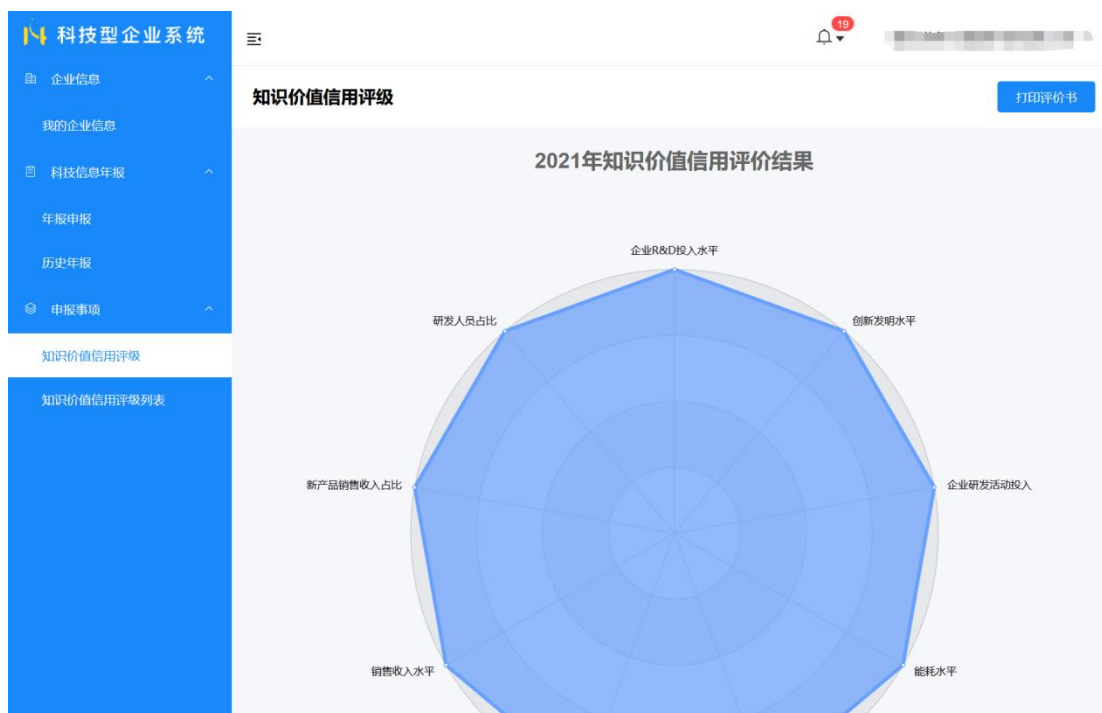 科技型企业系统
19
企业信息
知识价值信用评级
打印评价书
我的企业信息
2021年知识价值信用评价结果
科技信息年报
年报申报
历史年报
申报事项
知识价值信用评级
知识价值信用评级列表
企业R&D投入水平
研发人员占比
创新发明水平
新产品销售收入占比
企业研发活动投入
销售收入水平
能耗水平